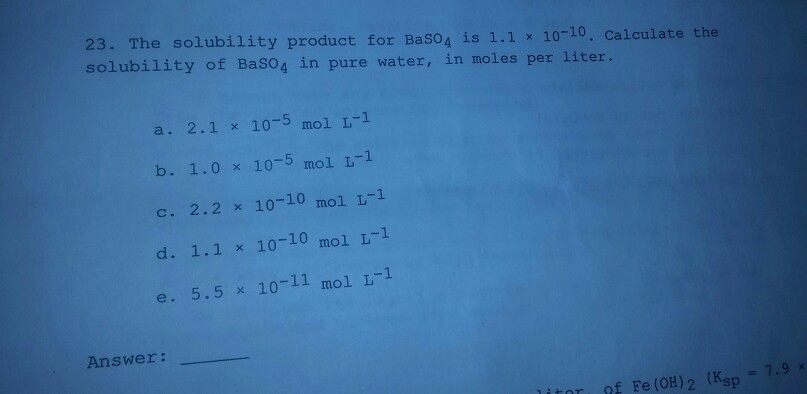 23. The solubility product for BaSO₄ is 1.1 × 10⁻¹⁰. Calculate the
solubility of BaSO₄ in pure water, in moles per liter.
a. 2.1 × 10⁻⁵ mol L⁻¹
b. 1.0 × 10⁻⁵ mol L⁻¹
c. 2.2 × 10⁻¹⁰ mol L⁻¹
d. 1.1 × 10⁻¹⁰ mol L⁻¹
e. 5.5 × 10⁻¹¹ mol L⁻¹
Answer: ______
of Fe(OH)₂ (Ksp = 7.9 ×